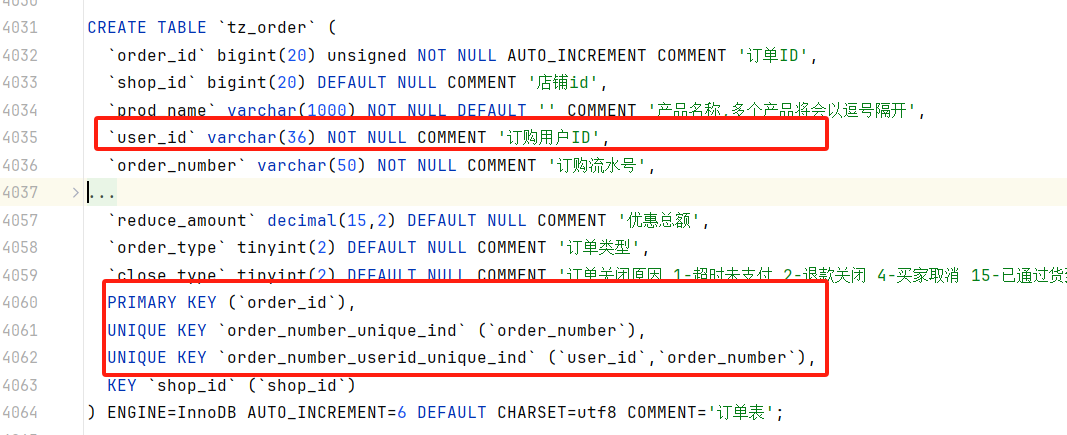 4031 CREATE TABLE `tz_order` (
4032 `order_id` bigint(20) unsigned NOT NULL AUTO_INCREMENT COMMENT '订单ID',
4033 `shop_id` bigint(20) DEFAULT NULL COMMENT '店铺id',
4034 `prod_name` varchar(1000) NOT NULL DEFAULT '' COMMENT '产品名称,多个产品将会以逗号隔开',
4035 `user_id` varchar(36) NOT NULL COMMENT '订购用户ID',
4036 `order_number` varchar(50) NOT NULL COMMENT '订购流水号',
4037 ...
4057 `reduce_amount` decimal(15,2) DEFAULT NULL COMMENT '优惠总额',
4058 `order_type` tinyint(2) DEFAULT NULL COMMENT '订单类型',
4059 `close_type` tinyint(2) DEFAULT NULL COMMENT '订单关闭原因 1-超时未支付 2-退款关闭 4-买家取消 15-已通过货
4060 PRIMARY KEY (`order_id`),
4061 UNIQUE KEY `order_number_unique_ind` (`order_number`),
4062 UNIQUE KEY `order_number_userid_unique_ind` (`user_id`,`order_number`),
4063 KEY `shop_id` (`shop_id`)
4064 ) ENGINE=InnoDB AUTO_INCREMENT=6 DEFAULT CHARSET=utf8 COMMENT='订单表';